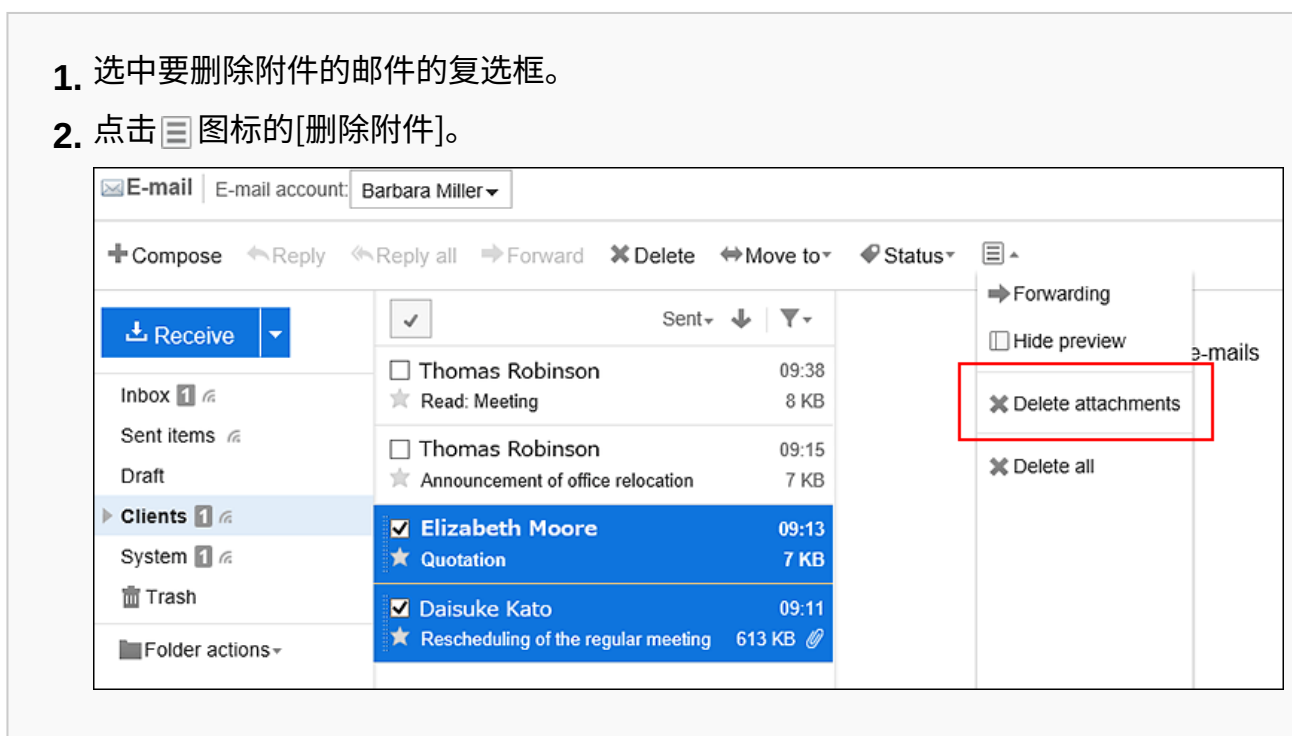 1. 选中要删除附件的邮件的复选框。
2. 点击 图标的[删除附件]。
E-mail E-mail account: Barbara Miller
Compose Reply Reply all Forward Delete Move to Status
Forwarding
Hide preview
Delete attachments
Delete all
e-mails
Receive
Inbox 1
Sent items
Draft
Clients 1
System 1
Trash
Folder actions
Sent
Thomas Robinson 09:38
Read: Meeting 8 KB
Thomas Robinson 09:15
Announcement of office relocation 7 KB
Elizabeth Moore 09:13
Quotation 7 KB
Daisuke Kato 09:11
Rescheduling of the regular meeting 613 KB